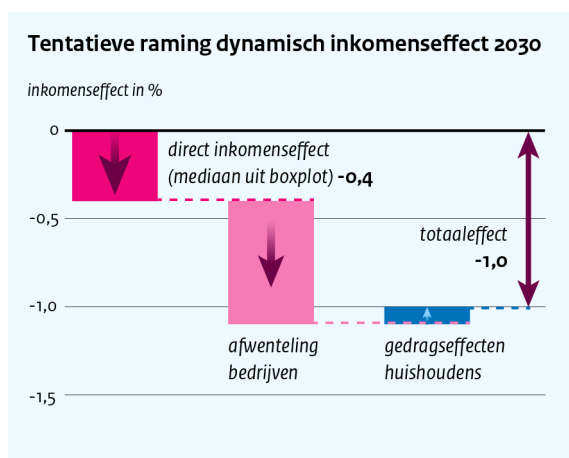 Tentatieve raming dynamisch inkomenseffect 2030
inkomenseffect in %
0
direct inkomenseffect
(mediaan uit boxplot) -0,4
-0,5
totaaleffect
-1,0
-1,0
afwenteling
bedrijven
gedragseffecten
huishoudens
-1,5